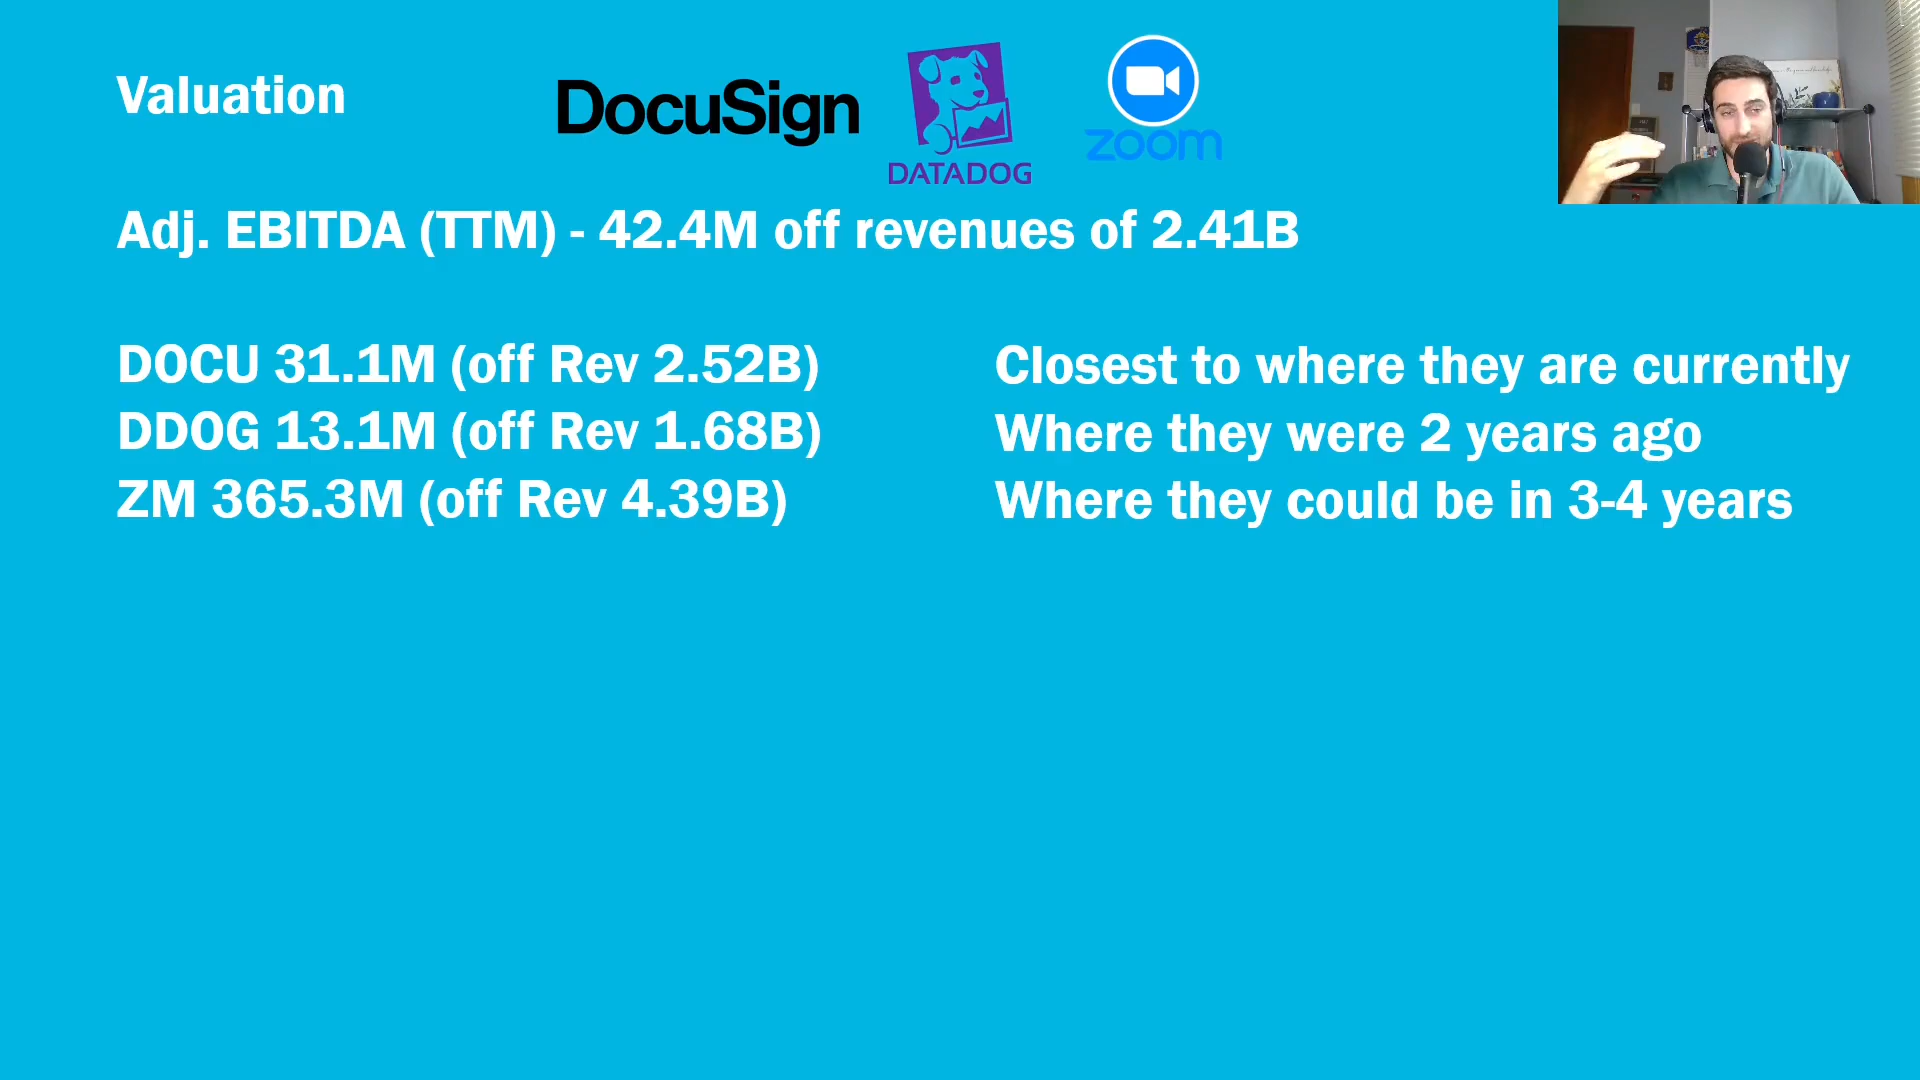 Valuation
DocuSign
DATADOG
zoom
Adj. EBITDA (TTM) - 42.4M off revenues of 2.41B
DOCU 31.1M (off Rev 2.52B)
Closest to where they are currently
DDOG 13.1M (off Rev 1.68B)
Where they were 2 years ago
ZM 365.3M (off Rev 4.39B)
Where they could be in 3-4 years